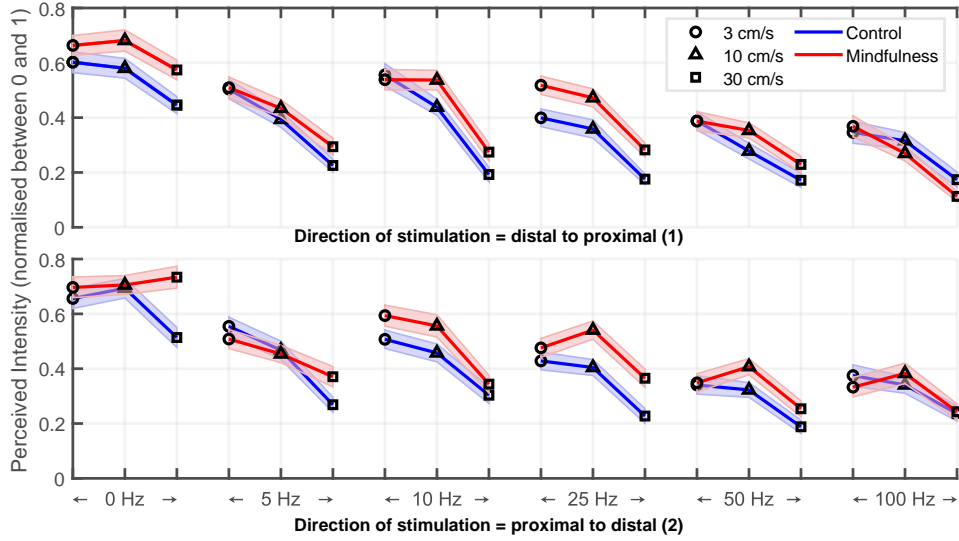 Perceived Intensity (normalised between 0 and 1)
0.8
0.6
0.4
0.2
0
3 cm/s
10 cm/s
30 cm/s
Control
Mindfulness
Direction of stimulation = distal to proximal (1)
0.8
0.6
0.4
0.2
0
← 0 Hz →
← 5 Hz →
← 10 Hz →
← 25 Hz →
← 50 Hz →
← 100 Hz →
Direction of stimulation = proximal to distal (2)